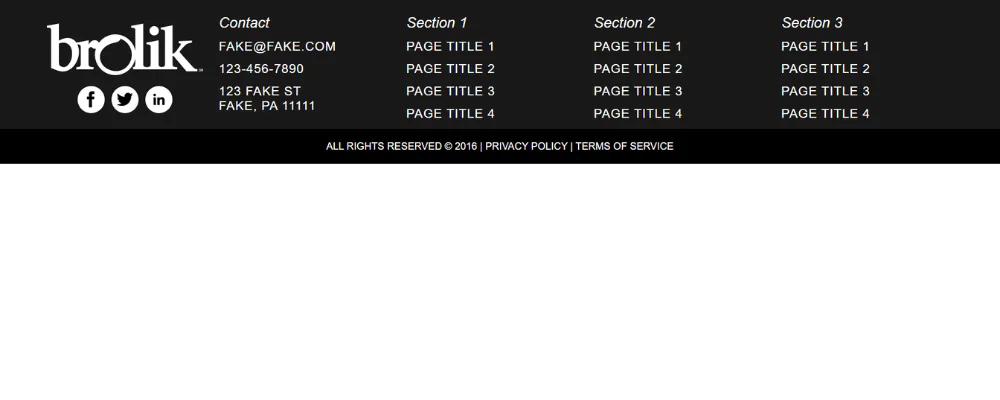 brolik
Contact
FAKE@FAKE.COM
123-456-7890
123 FAKE ST
FAKE, PA 11111
Section 1
PAGE TITLE 1
PAGE TITLE 2
PAGE TITLE 3
PAGE TITLE 4
Section 2
PAGE TITLE 1
PAGE TITLE 2
PAGE TITLE 3
PAGE TITLE 4
Section 3
PAGE TITLE 1
PAGE TITLE 2
PAGE TITLE 3
PAGE TITLE 4
ALL RIGHTS RESERVED © 2016 | PRIVACY POLICY | TERMS OF SERVICE